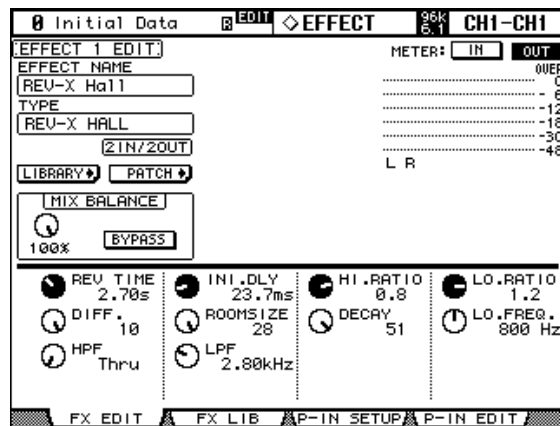 0 Initial Data EDIT EFFECT 96k 6.1 CH1-CH1
EFFECT 1 EDIT
METER: IN OUT
EFFECT NAME
REV-X Hall
TYPE
REV-X HALL
2IN/2OUT
LIBRARY PATCH
OVER
0
- 6
-12
-18
-30
-48
L R
MIX BALANCE
100%
BYPASS
REV TIME 2.70s
INI.DLY 23.7ms
HI.RATIO 0.8
LO.RATIO 1.2
DIFF. 10
ROOMSIZE 28
DECAY 51
LO.FREQ. 800 Hz
HPF Thru
LPF 2.80kHz
FX EDIT FX LIB P-IN SETUP P-IN EDIT